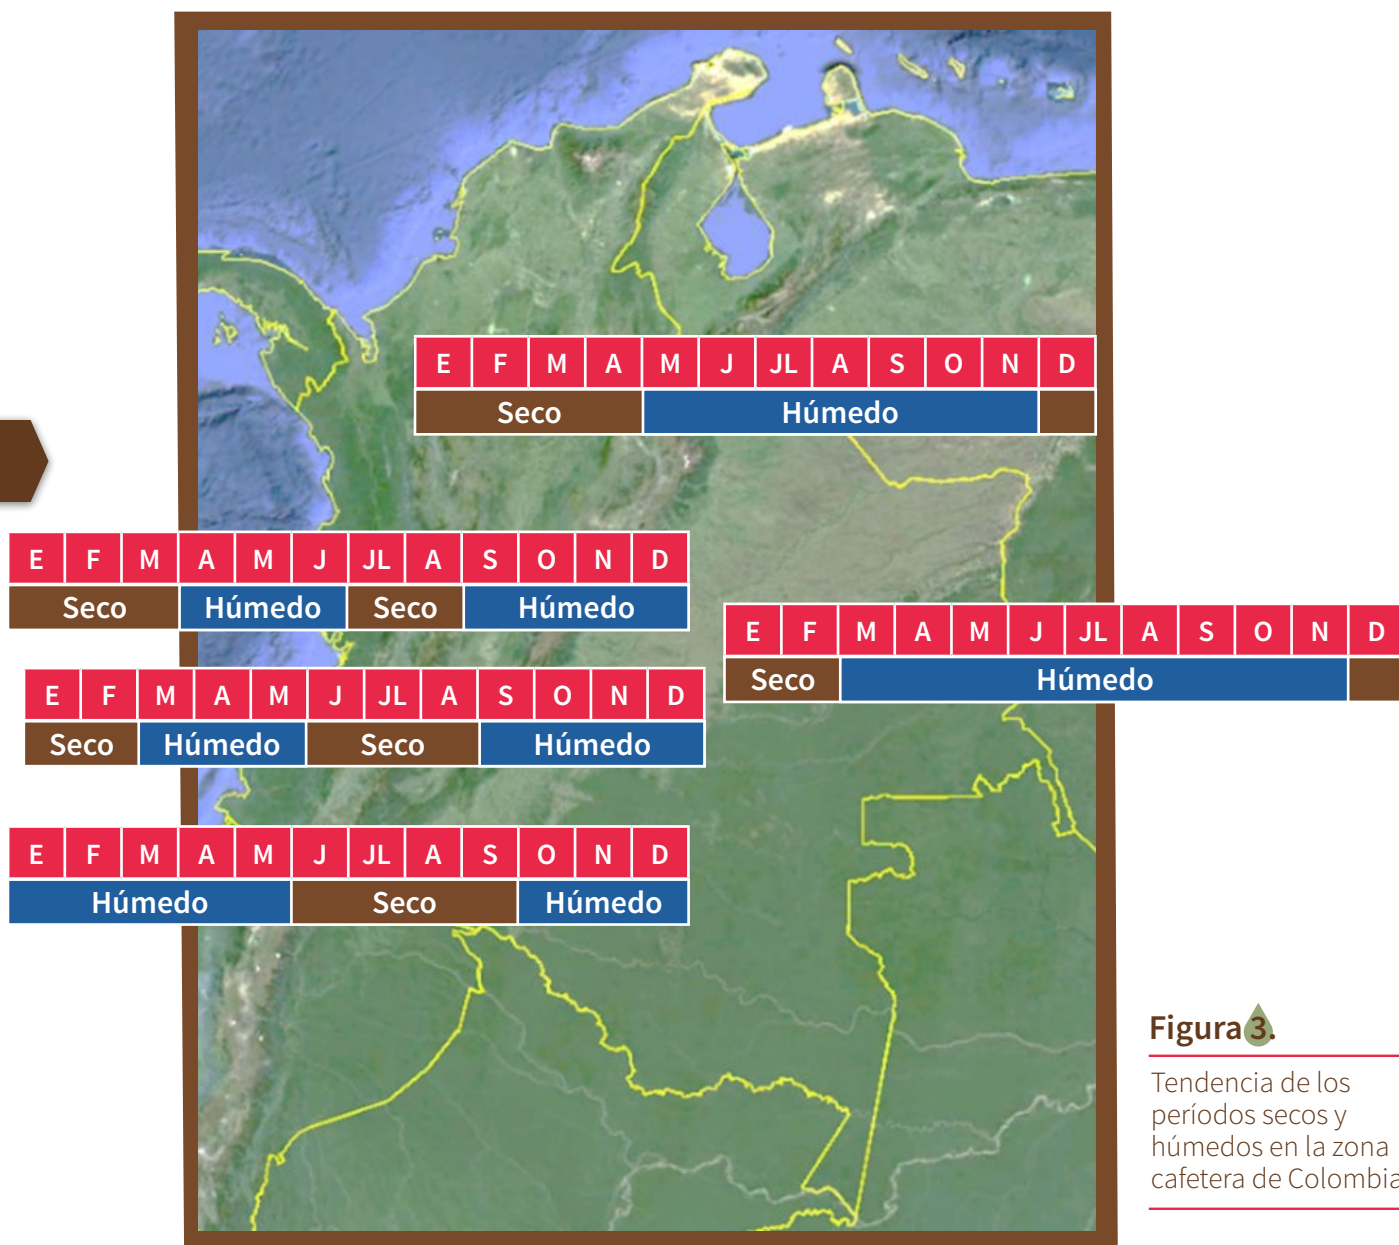 E F M A M J JL A S O N D
Seco Húmedo
E F M A M J JL A S O N D
Seco Húmedo Seco Húmedo
E F M A M J JL A S O N D
Seco Húmedo
E F M A M J JL A S O N D
Seco Húmedo Seco Húmedo
E F M A M J JL A S O N D
Húmedo Seco Húmedo
Figura 3.
Tendencia de los
períodos secos y
húmedos en la zona
cafetera de Colombia